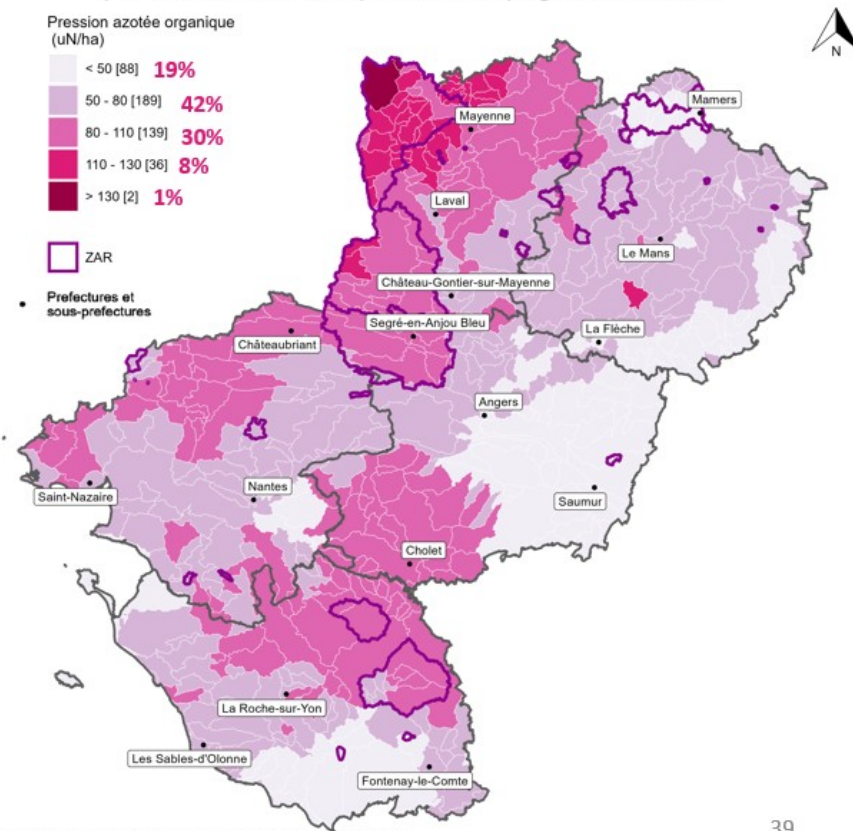 Pression azotée organique
(uN/ha)
< 50 [88] 19%
50 - 80 [189] 42%
80 - 110 [139] 30%
110 - 130 [36] 8%
> 130 [2] 1%
ZAR
Prefectures et
sous-prefectures
N
Mamers
Mayenne
Laval
Le Mans
Château-Gontier-sur-Mayenne
Segré-en-Anjou Bleu
La Flèche
Châteaubriant
Angers
Nantes
Saumur
Saint-Nazaire
Cholet
La Roche-sur-Yon
Les Sables-d'Olonne
Fontenay-le-Comte
39